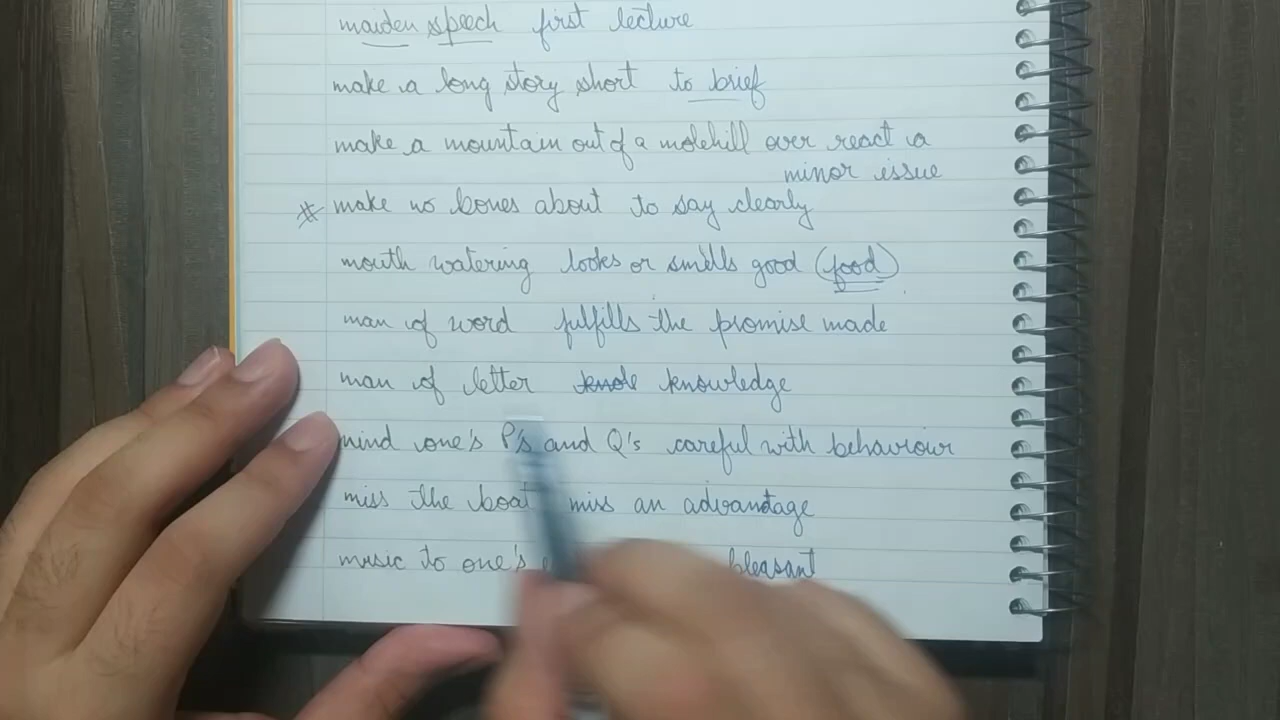 maiden speech first lecture
make a long story short to brief
make a mountain out of a molehill over react a
minor issue
* make no bones about to say clearly
mouth watering looks or smells good (food)
man of word fulfills the promise made
man of letter knowledge
mind one's P's and Q's careful with behaviour
miss the boat miss an advantage
music to one's pleasant